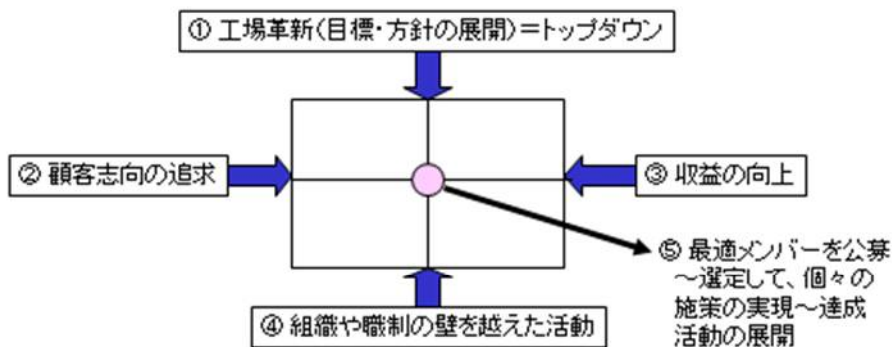 ① 工場革新(目標・方針の展開)＝トップダウン
② 顧客志向の追求
③ 収益の向上
④ 組織や職制の壁を越えた活動
⑤ 最適メンバーを公募
～選定して、個々の
施策の実現～達成
活動の展開